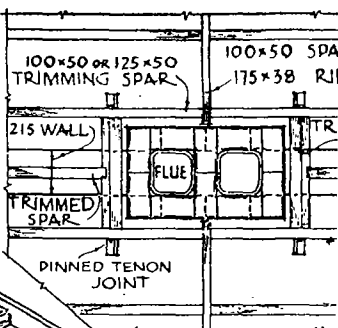 100×50 OR 125×50
TRIMMING SPAR
100×50 SPA
175×38 RI
215 WALL
TR
FLUE
TRIMMED
SPAR
PINNED TENON
JOINT